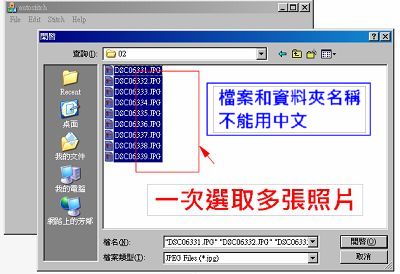 autostitch
File Edit Stitch Help
開啟
查詢(I):
02
DSC06331.JPG
DSC06332.JPG
DSC06333.JPG
DSC06334.JPG
DSC06335.JPG
DSC06336.JPG
DSC06337.JPG
DSC06338.JPG
DSC06339.JPG
Recent
桌面
我的文件
我的電腦
網路上的芳鄰
檔案和資料夾名稱
不能用中文
一次選取多張照片
檔名(N):
"DSC06331.JPG" "DSC06332.JPG" "DSC0633
開啟(O)
檔案類型(T):
JPEG Files (*.jpg)
取消